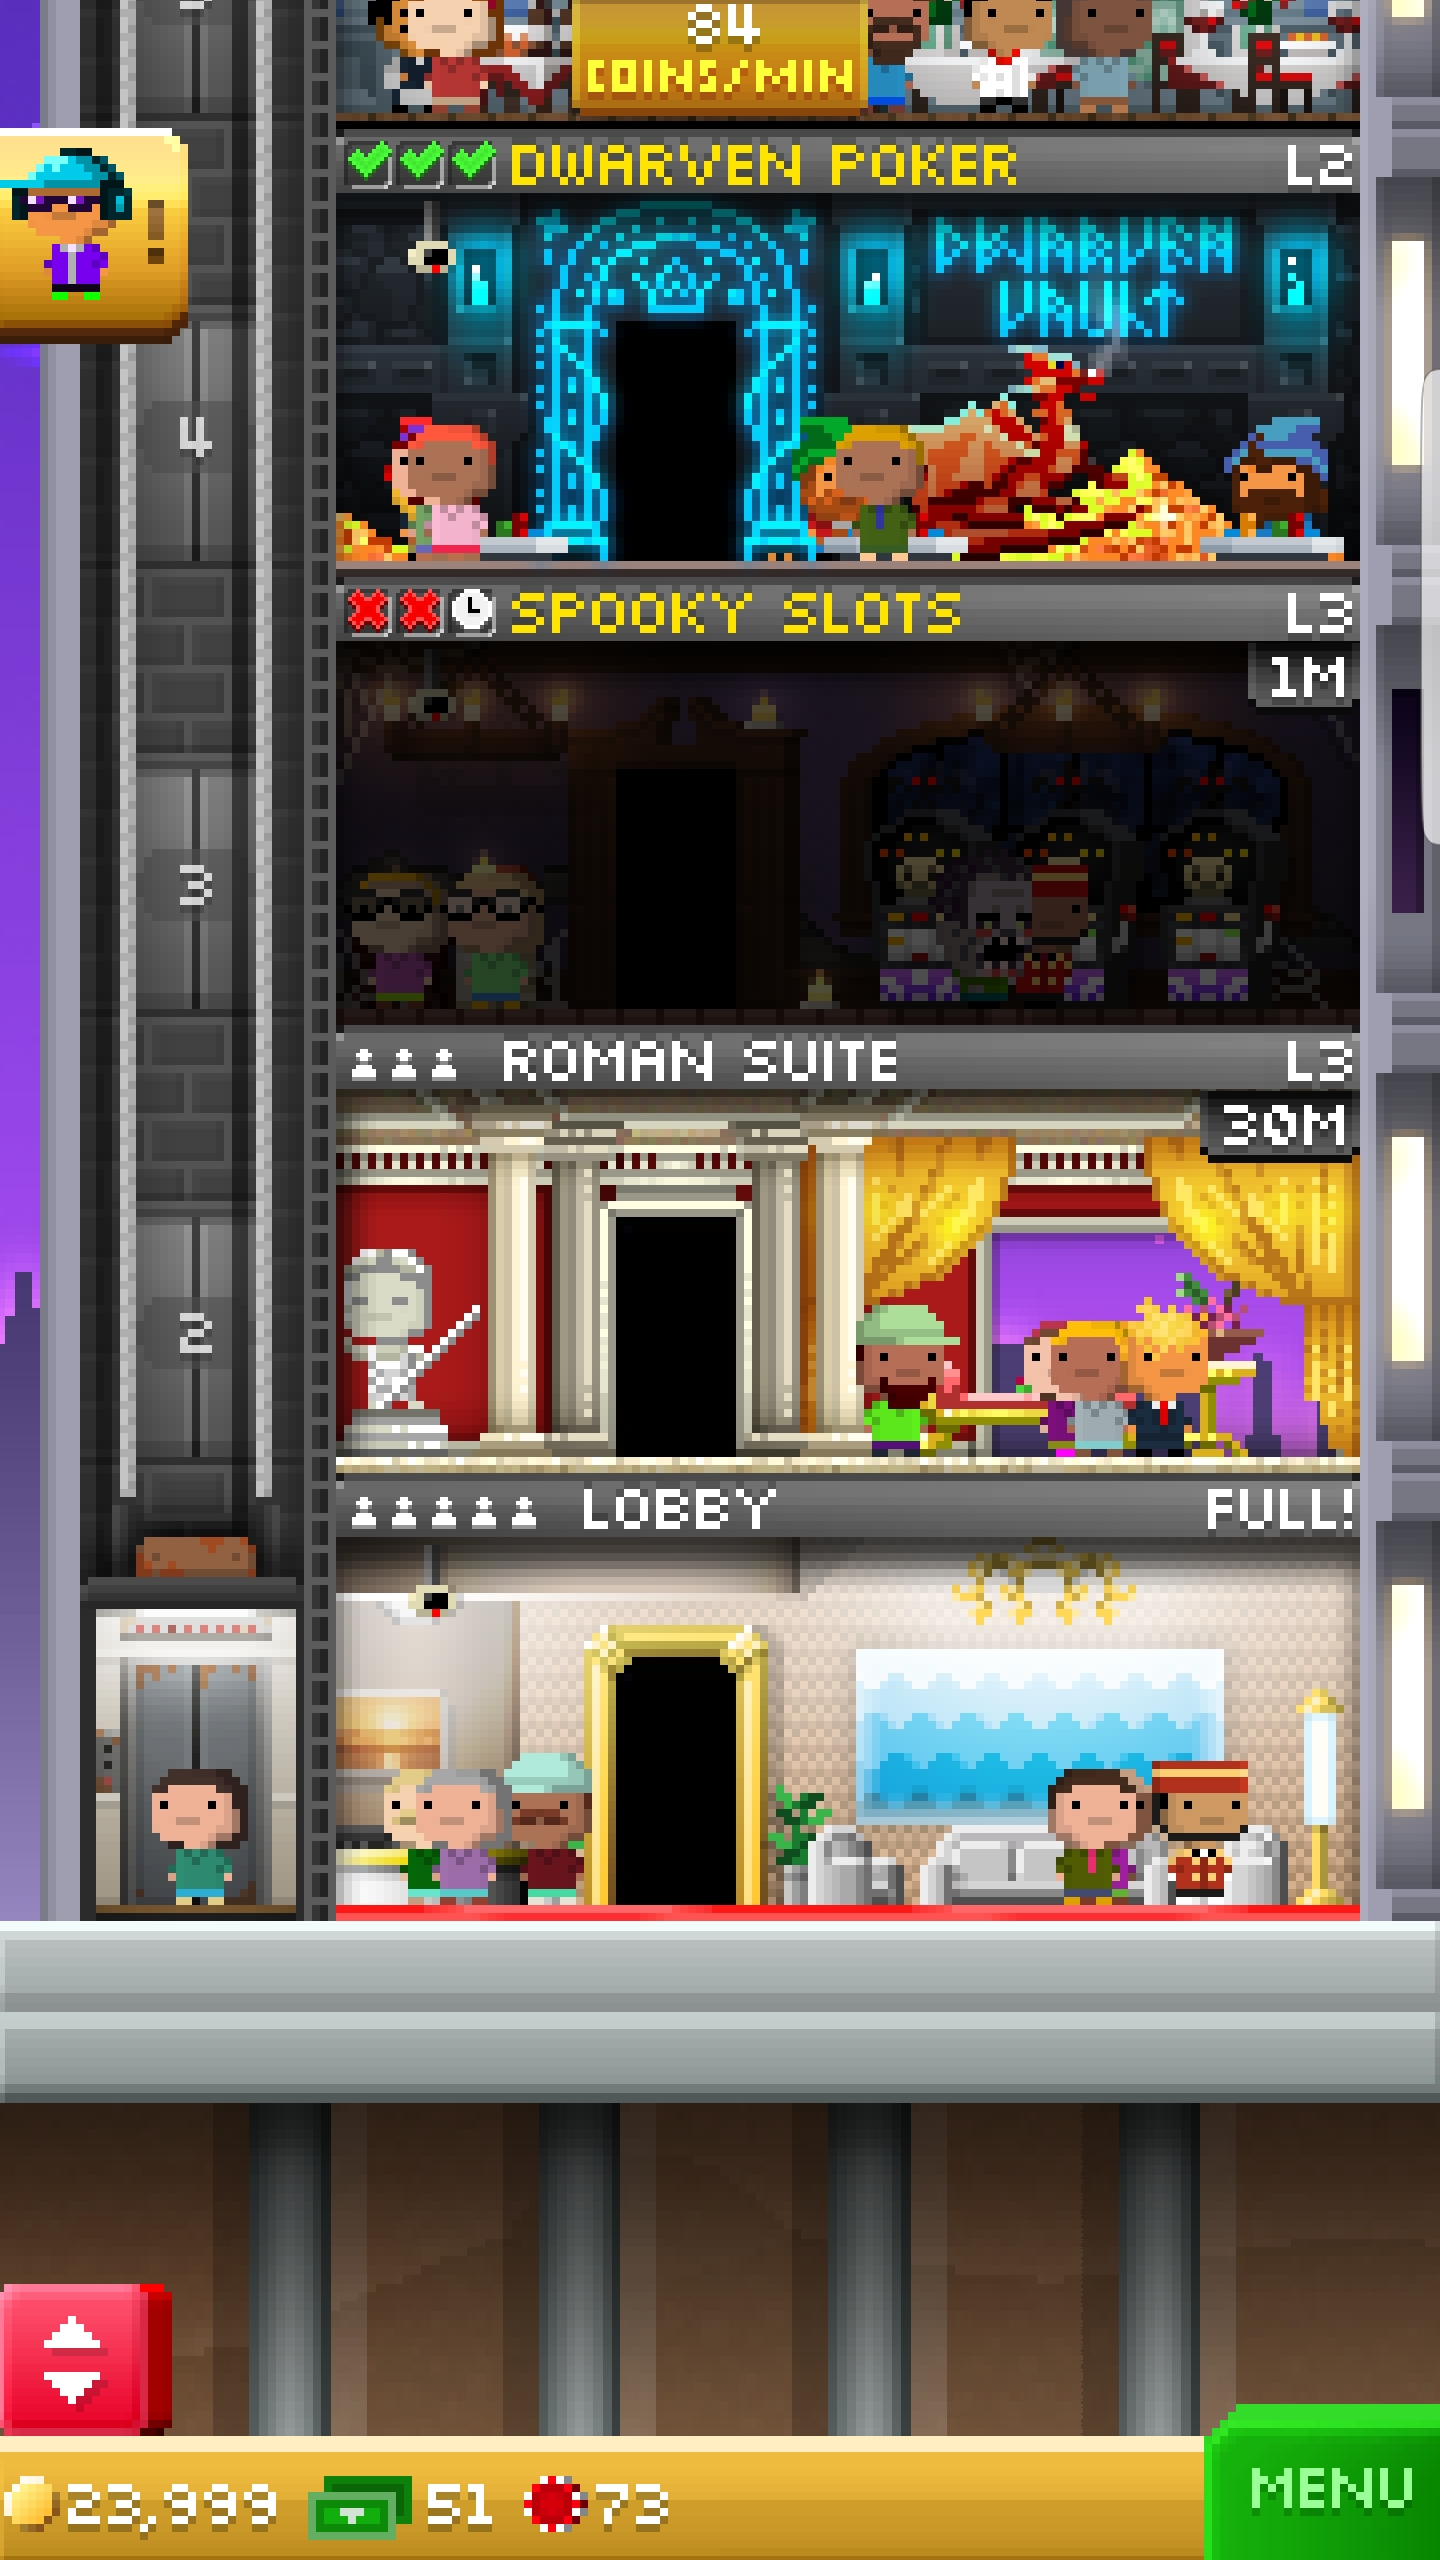 84
COINS/MIN
DWARVEN POKER L2
DWARVEN
VAULT
4
SPOOKY SLOTS L3
1M
3
ROMAN SUITE L3
30M
2
LOBBY FULL!
MENU
23,999 51 73